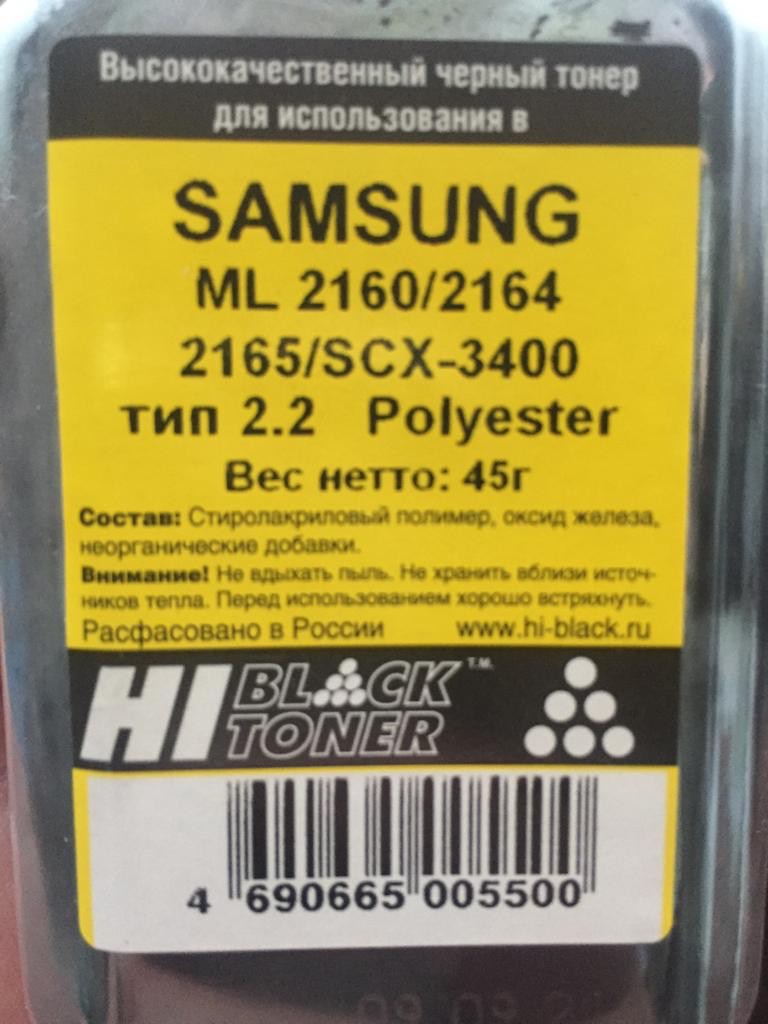 Высококачественный черный тонер
для использования в
SAMSUNG
ML 2160/2164
2165/SCX-3400
тип 2.2 Polyester
Вес нетто: 45г
Состав: Стиролакриловый полимер, оксид железа,
неорганические добавки.
Внимание! Не вдыхать пыль. Не хранить вблизи источ-
ников тепла. Перед использованием хорошо встряхнуть.
Расфасовано в России www.hi-black.ru
HI BLACK T.M.
TONER
4 690665 005500